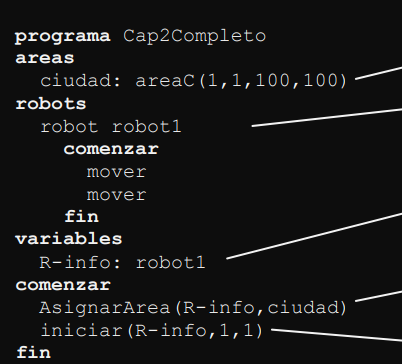 programa Cap2Completo
areas
ciudad: areaC(1,1,100,100)
robots
robot robot1
comenzar
mover
mover
fin
variables
R-info: robot1
comenzar
AsignarArea(R-info,ciudad)
iniciar(R-info,1,1)
fin